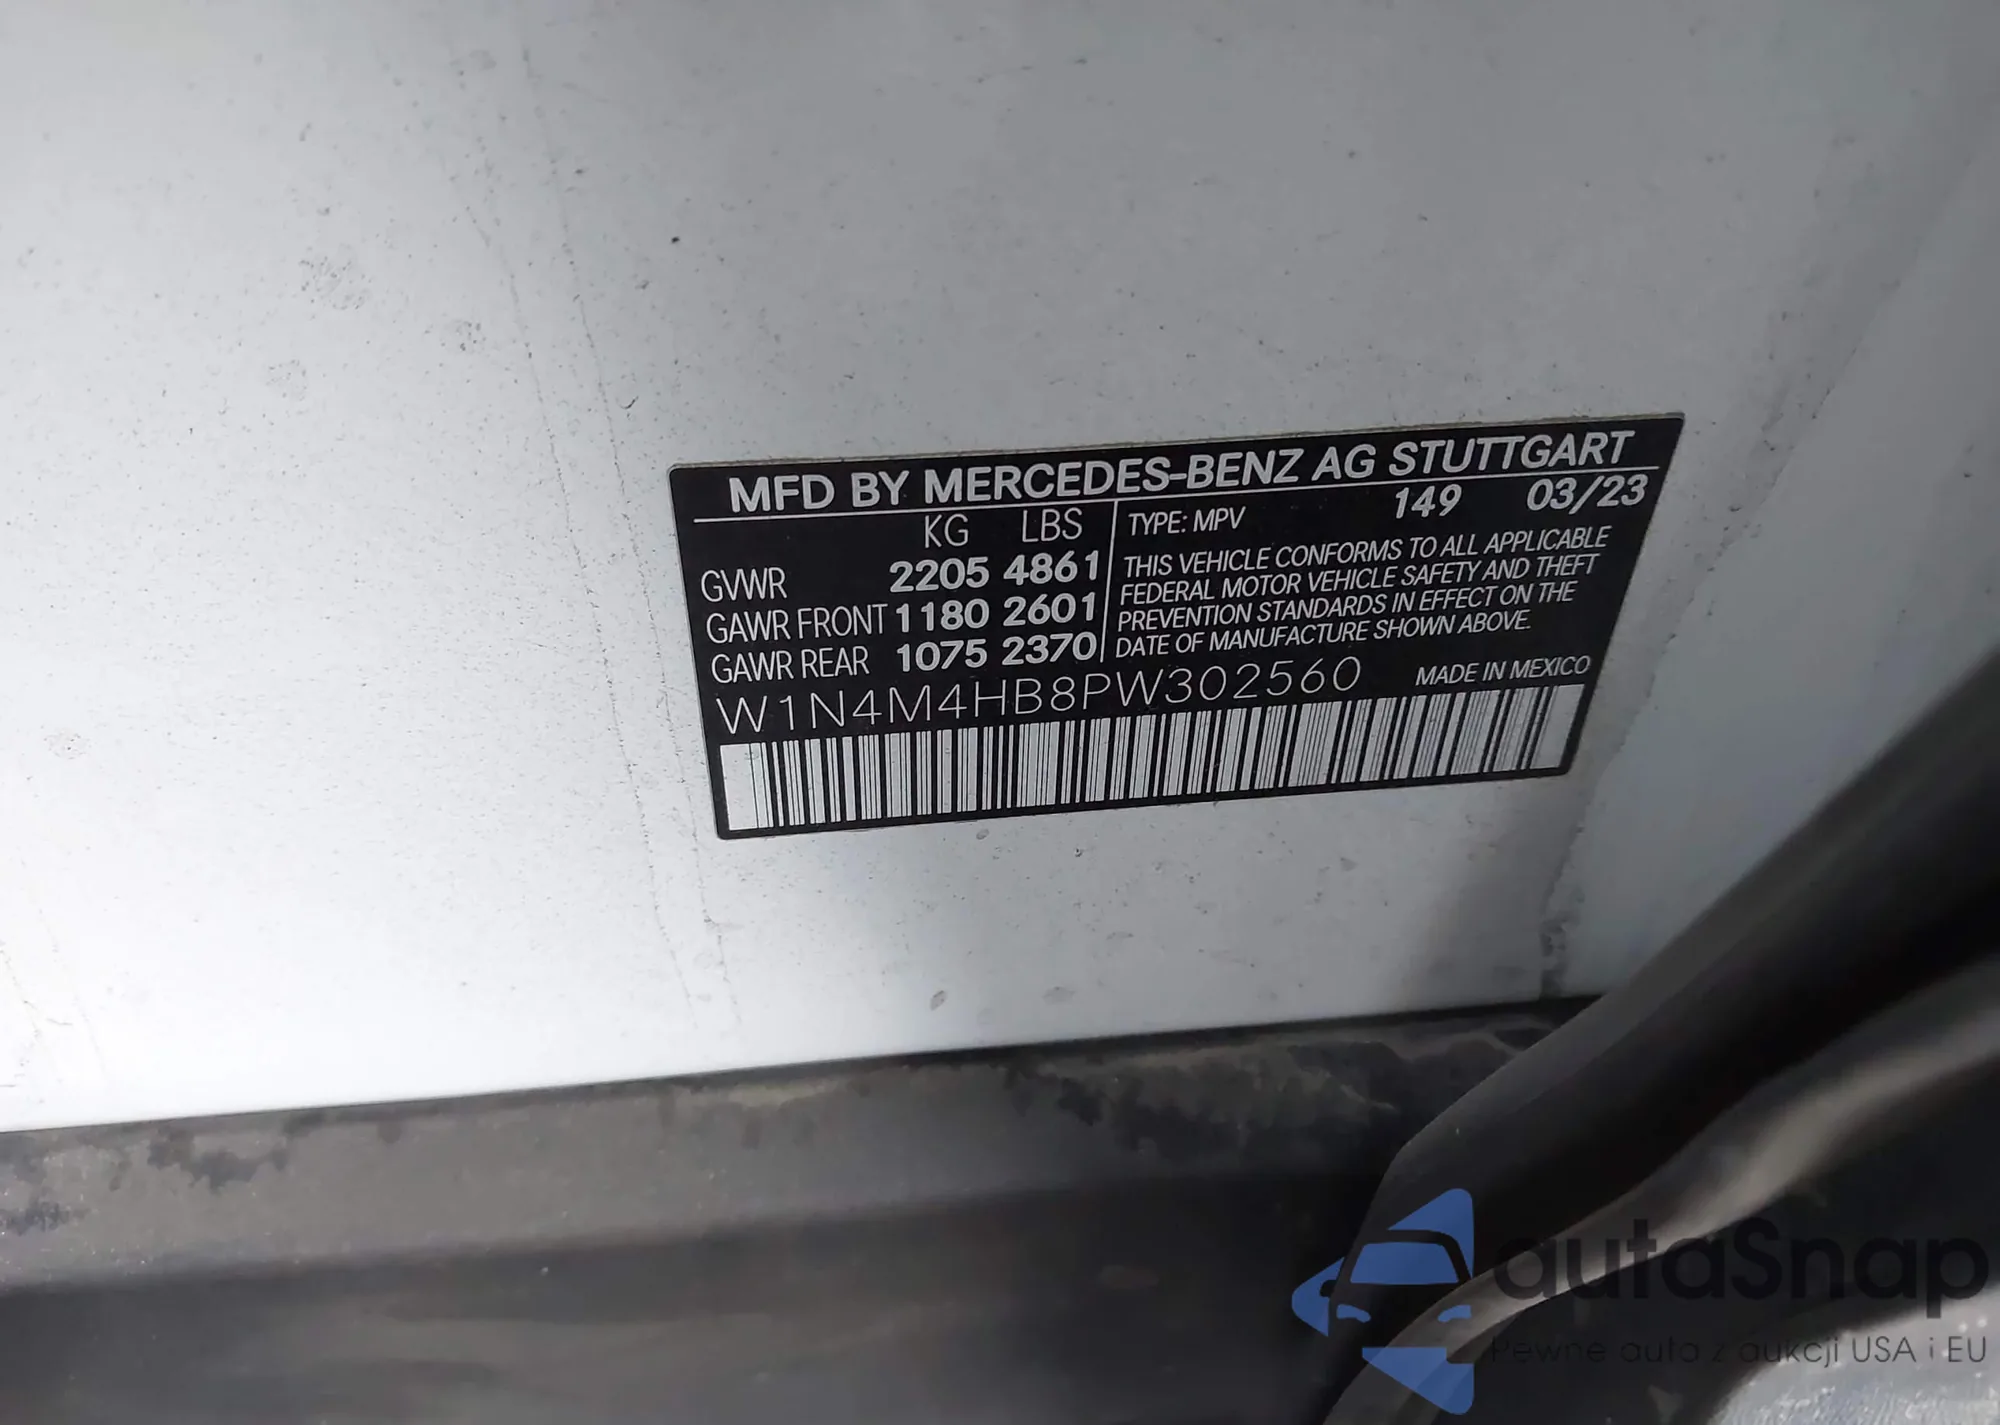 MFD BY MERCEDES-BENZ AG STUTTGART
KG LBS
GVWR 2205 4861
GAWR FRONT 1180 2601
GAWR REAR 1075 2370
TYPE: MPV 149 03/23
THIS VEHICLE CONFORMS TO ALL APPLICABLE
FEDERAL MOTOR VEHICLE SAFETY AND THEFT
PREVENTION STANDARDS IN EFFECT ON THE
DATE OF MANUFACTURE SHOWN ABOVE.
W1N4M4HB8PW302560 MADE IN MEXICO
autaSnap
Pewne auta z aukcji USA i EU